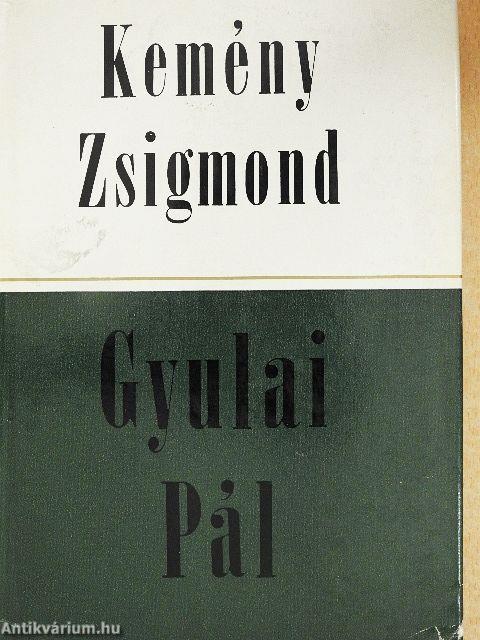 Kemény
Zsigmond
Gyulai
Pál
Antikvárium.hu